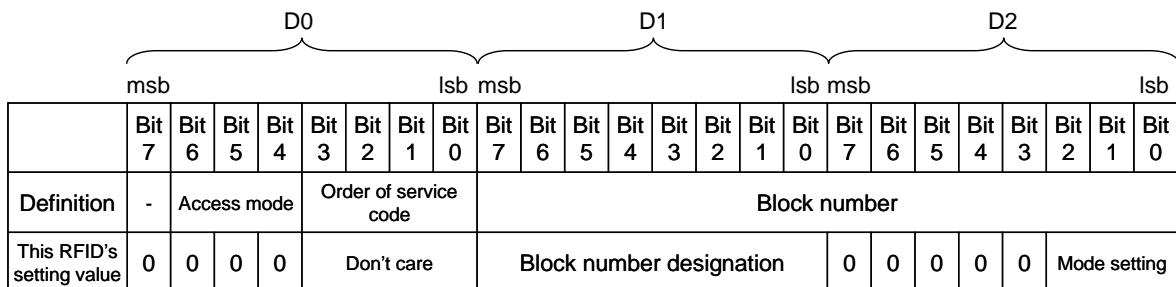 D0 D1 D2
msb lsb msb lsb msb lsb
Bit 7 Bit 6 Bit 5 Bit 4 Bit 3 Bit 2 Bit 1 Bit 0 Bit 7 Bit 6 Bit 5 Bit 4 Bit 3 Bit 2 Bit 1 Bit 0 Bit 7 Bit 6 Bit 5 Bit 4 Bit 3 Bit 2 Bit 1 Bit 0
Definition - Access mode Order of service code Block number
This RFID's setting value 0 0 0 0 Don't care Block number designation 0 0 0 0 0 Mode setting